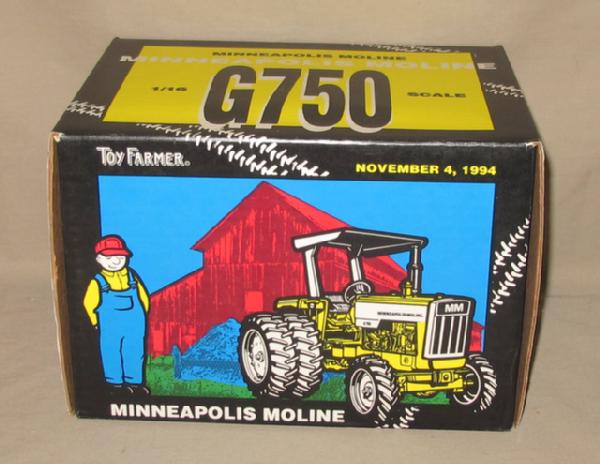 MINNEAPOLIS MOLINE
MINNEAPOLIS MOLINE
1/16 G750 SCALE
TOY FARMER®
NOVEMBER 4, 1994
MM
MINNEAPOLIS MOLINE